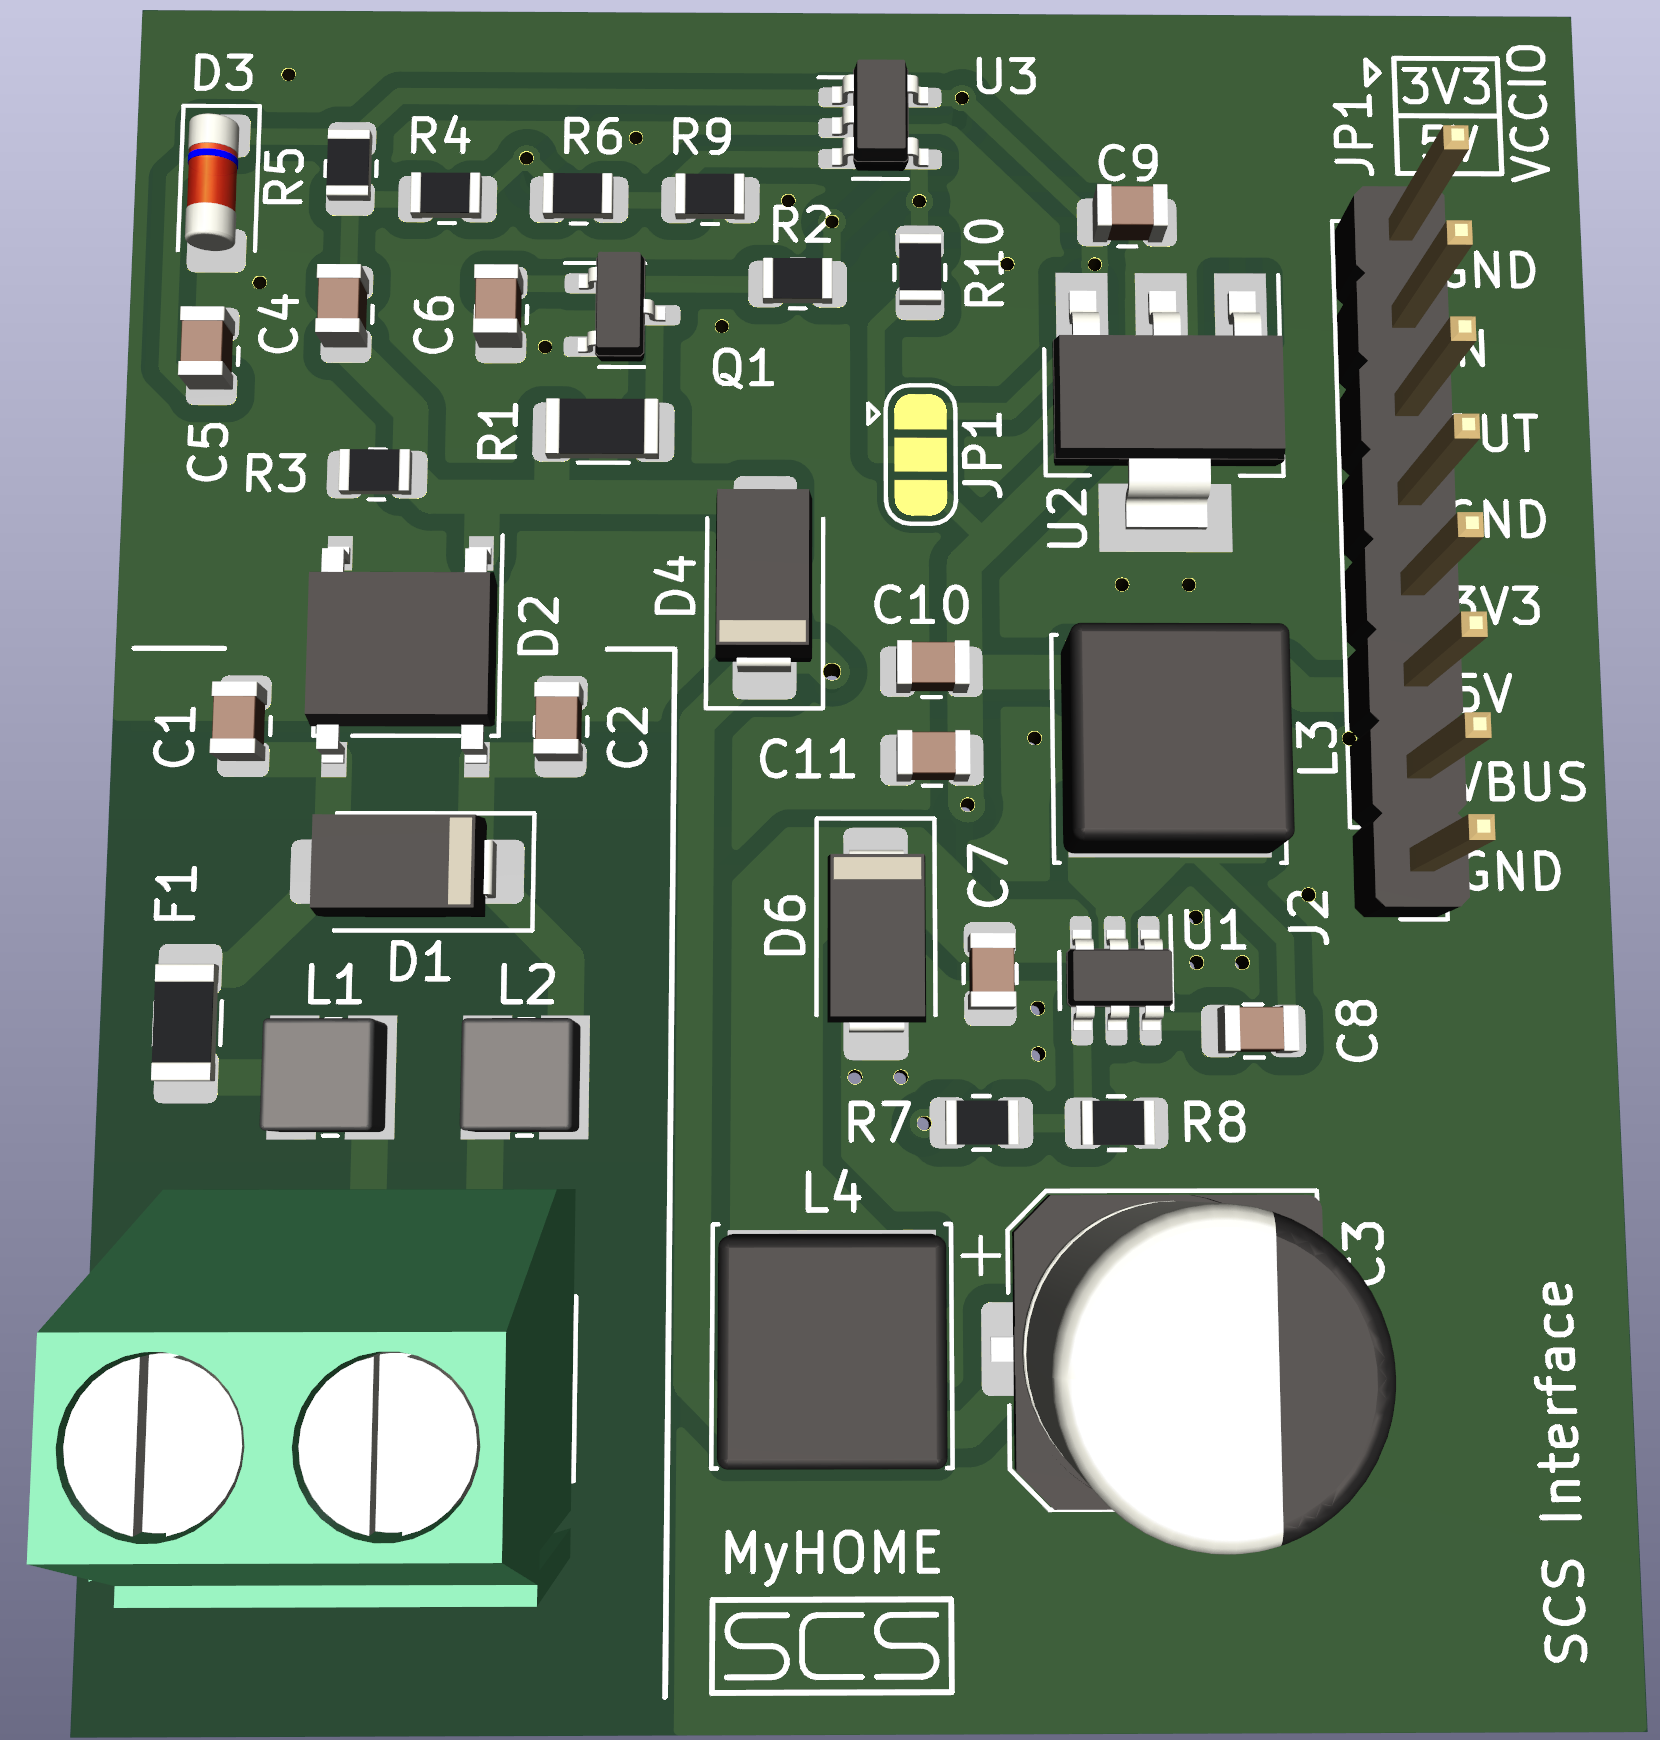 D3
U3
JP1
3V3
5V
VCCIO
R5
R4
R6
R9
R2
C9
R10
GND
C4
C6
Q1
C5
R3
R1
JP1
U2
GND
D2
D4
C10
3V3
5V
C1
C2
C11
L3
VBUS
F1
D1
D6
C7
GND
J2
U1
L1
L2
C8
R7
R8
L4
+
MyHOME
SCS
SCS Interface